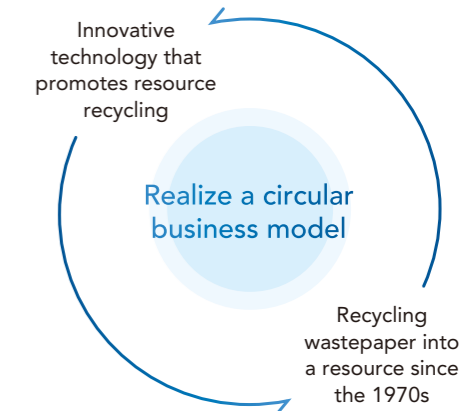 Innovative
technology that
promotes resource
recycling
Realize a circular
business model
Recycling
wastepaper into
a resource since
the 1970s